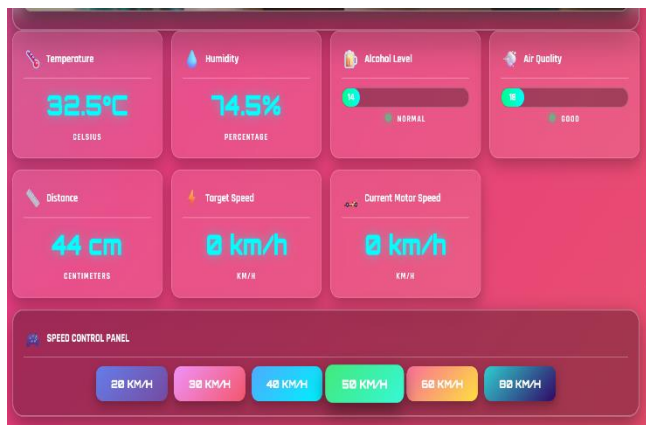 Temperature
32.5°C
CELSIUS
Humidity
74.5%
PERCENTAGE
Alcohol Level
14
NORMAL
Air Quality
16
GOOD
Distance
44 cm
CENTIMETERS
Target Speed
0 km/h
KM/H
Current Motor Speed
0 km/h
KM/H
SPEED CONTROL PANEL
20 KM/H 30 KM/H 40 KM/H 50 KM/H 60 KM/H 80 KM/H